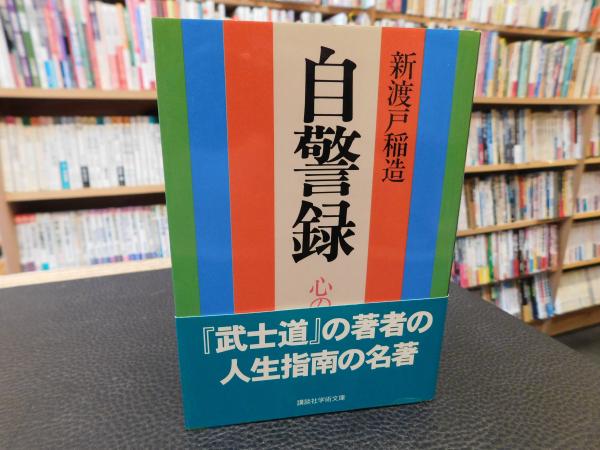 新渡戸稲造
自警録
心の
『武士道』の著者の
人生指南の名著
講談社学術文庫